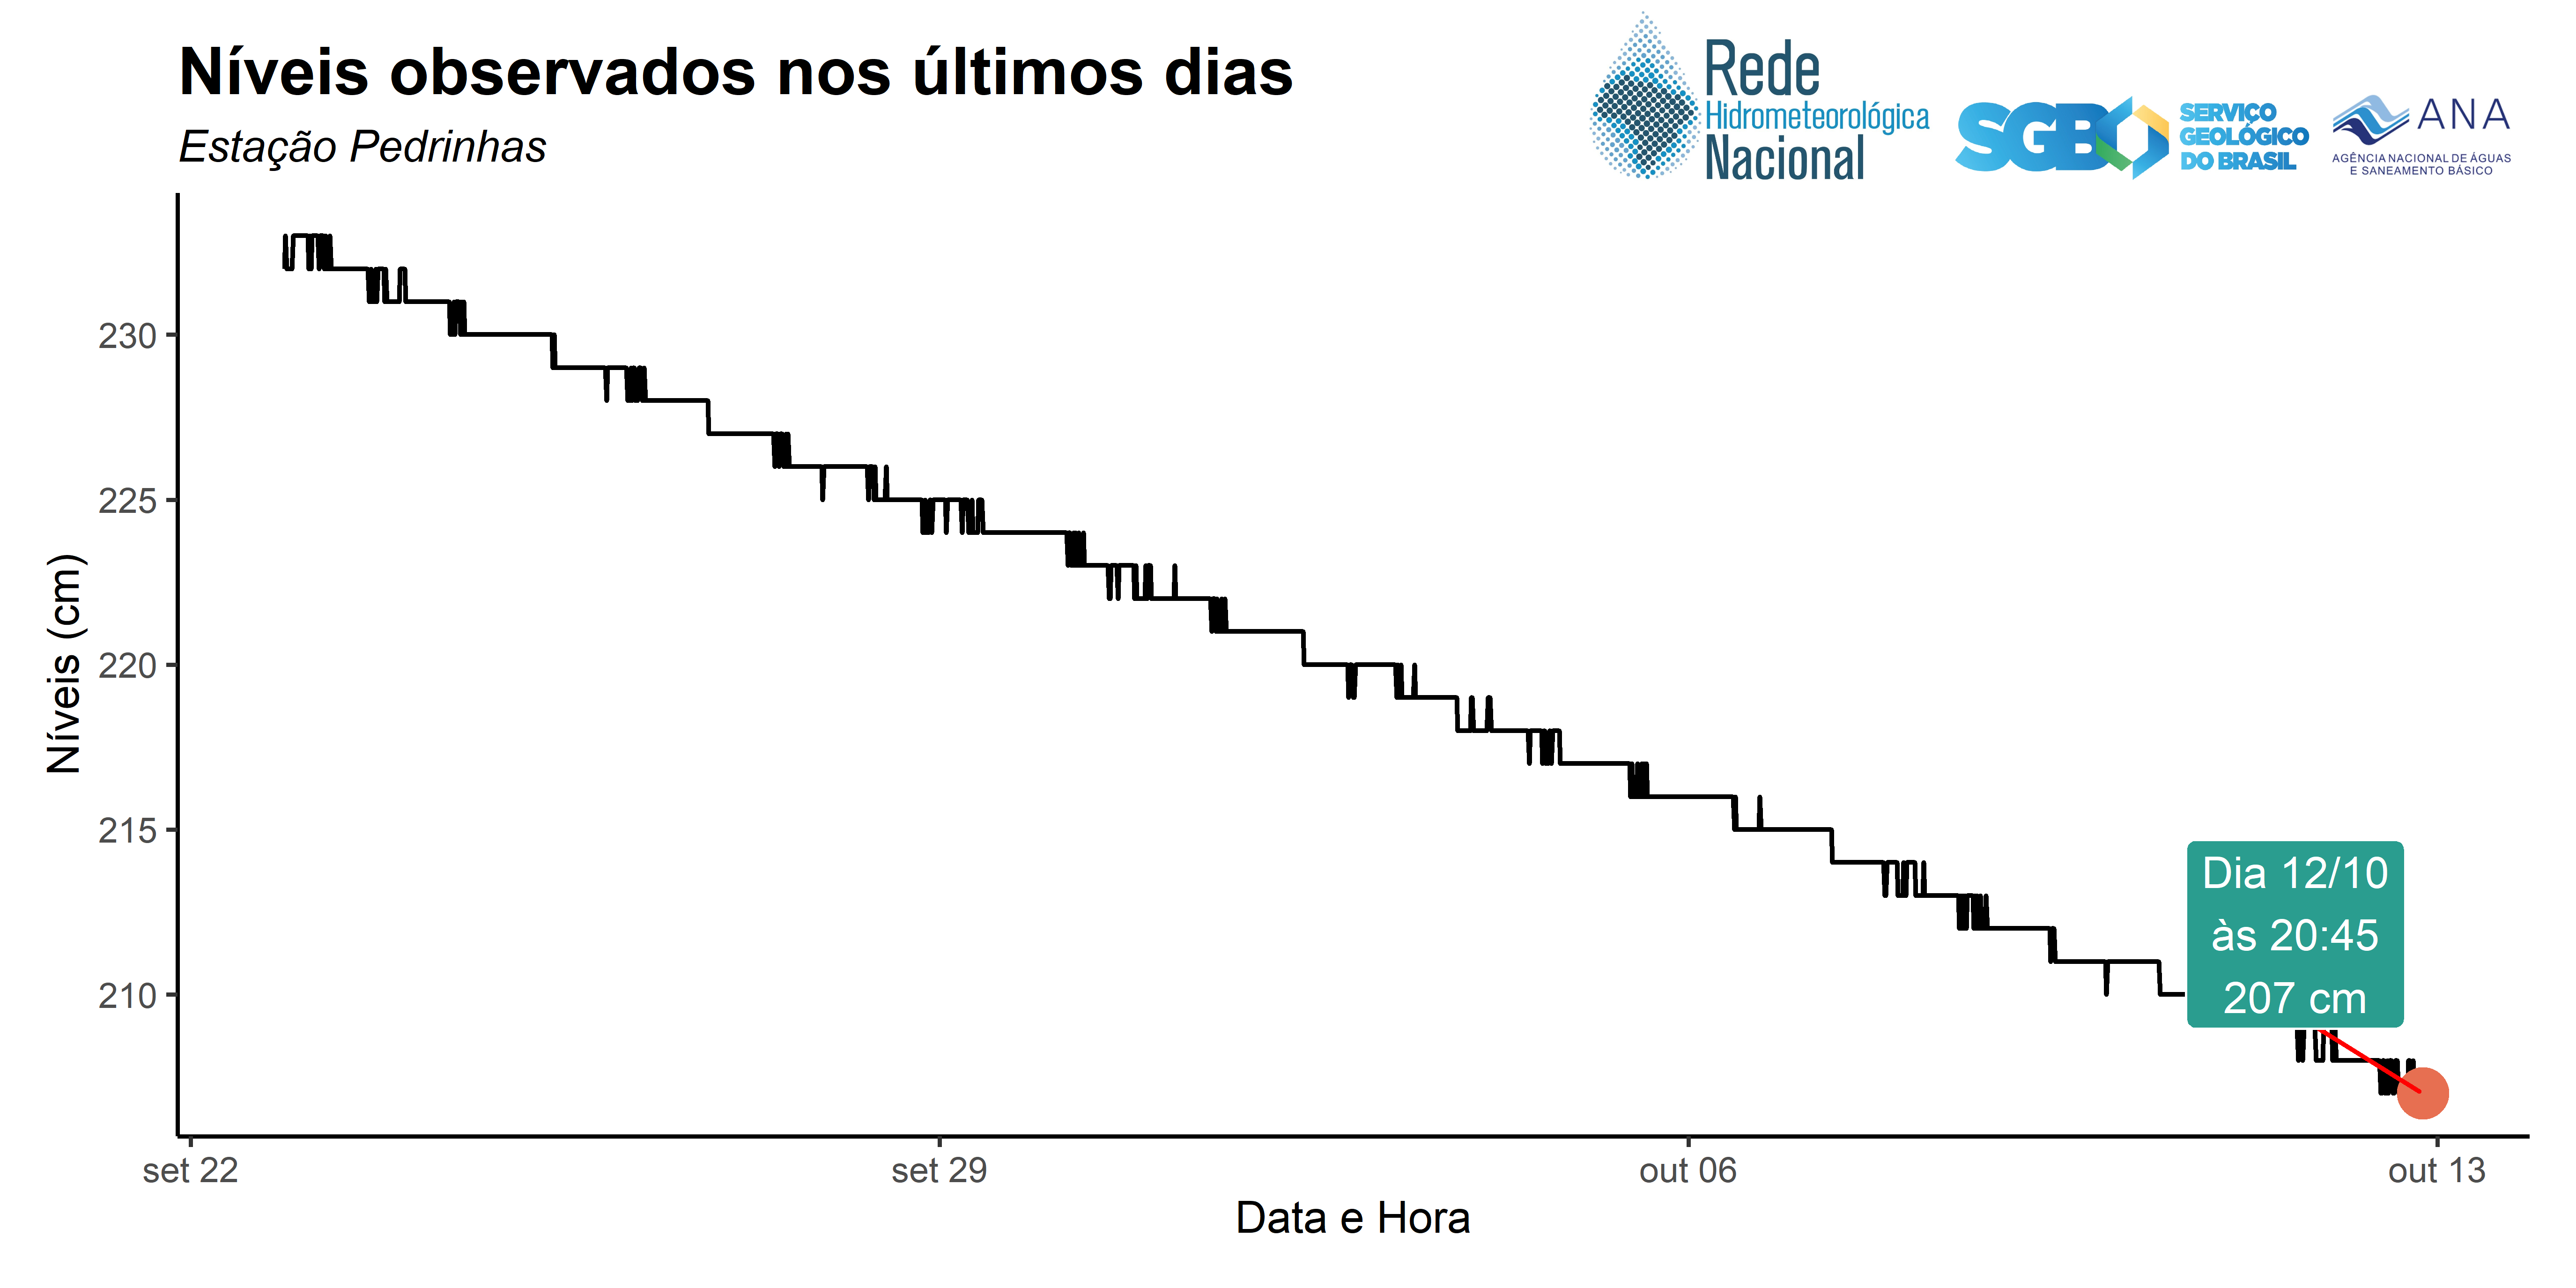 Níveis observados nos últimos dias
Estação Pedrinhas
Rede
Hidrometeorológica
Nacional
SGB
SERVIÇO
GEOLÓGICO
DO BRASIL
ANA
AGÊNCIA NACIONAL DE ÁGUAS
E SANEAMENTO BÁSICO
Níveis (cm)
230
225
220
215
210
Dia 12/10
às 20:45
207 cm
set 22
set 29
out 06
out 13
Data e Hora